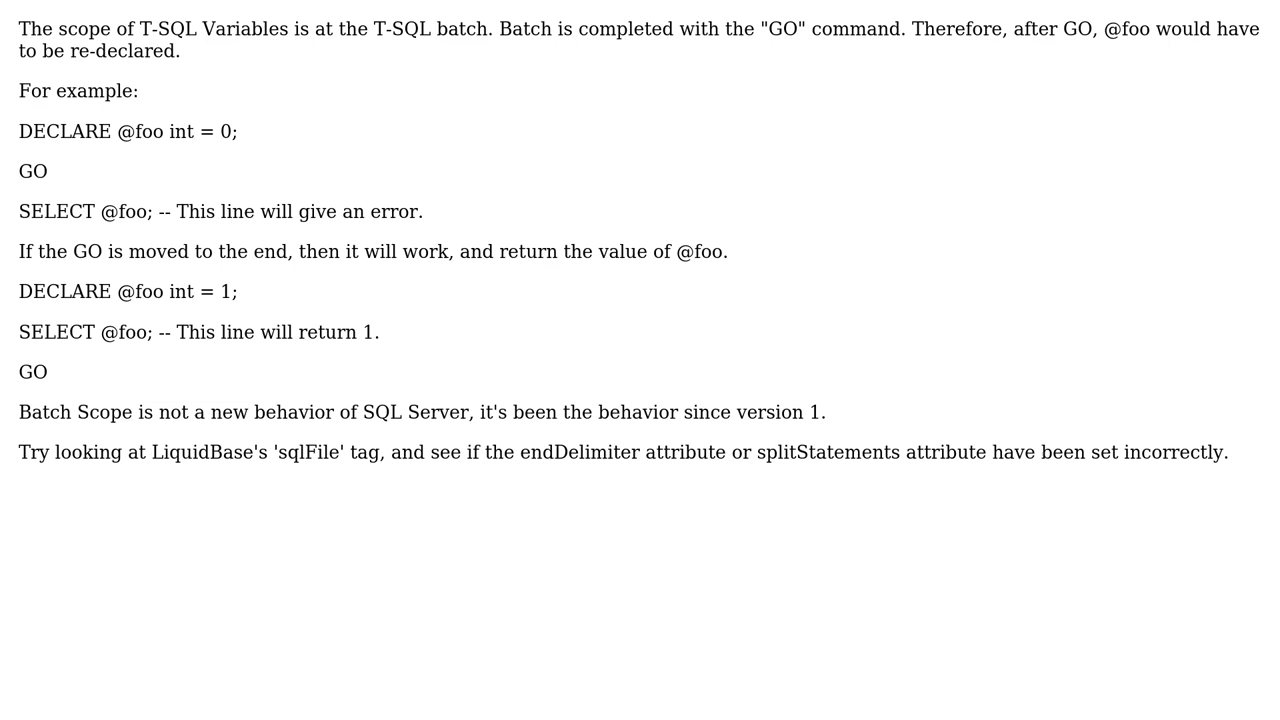 The scope of T-SQL Variables is at the T-SQL batch. Batch is completed with the "GO" command. Therefore, after GO, @foo would have
to be re-declared.
For example:
DECLARE @foo int = 0;
GO
SELECT @foo; -- This line will give an error.
If the GO is moved to the end, then it will work, and return the value of @foo.
DECLARE @foo int = 1;
SELECT @foo; -- This line will return 1.
GO
Batch Scope is not a new behavior of SQL Server, it's been the behavior since version 1.
Try looking at LiquidBase's 'sqlFile' tag, and see if the endDelimiter attribute or splitStatements attribute have been set incorrectly.